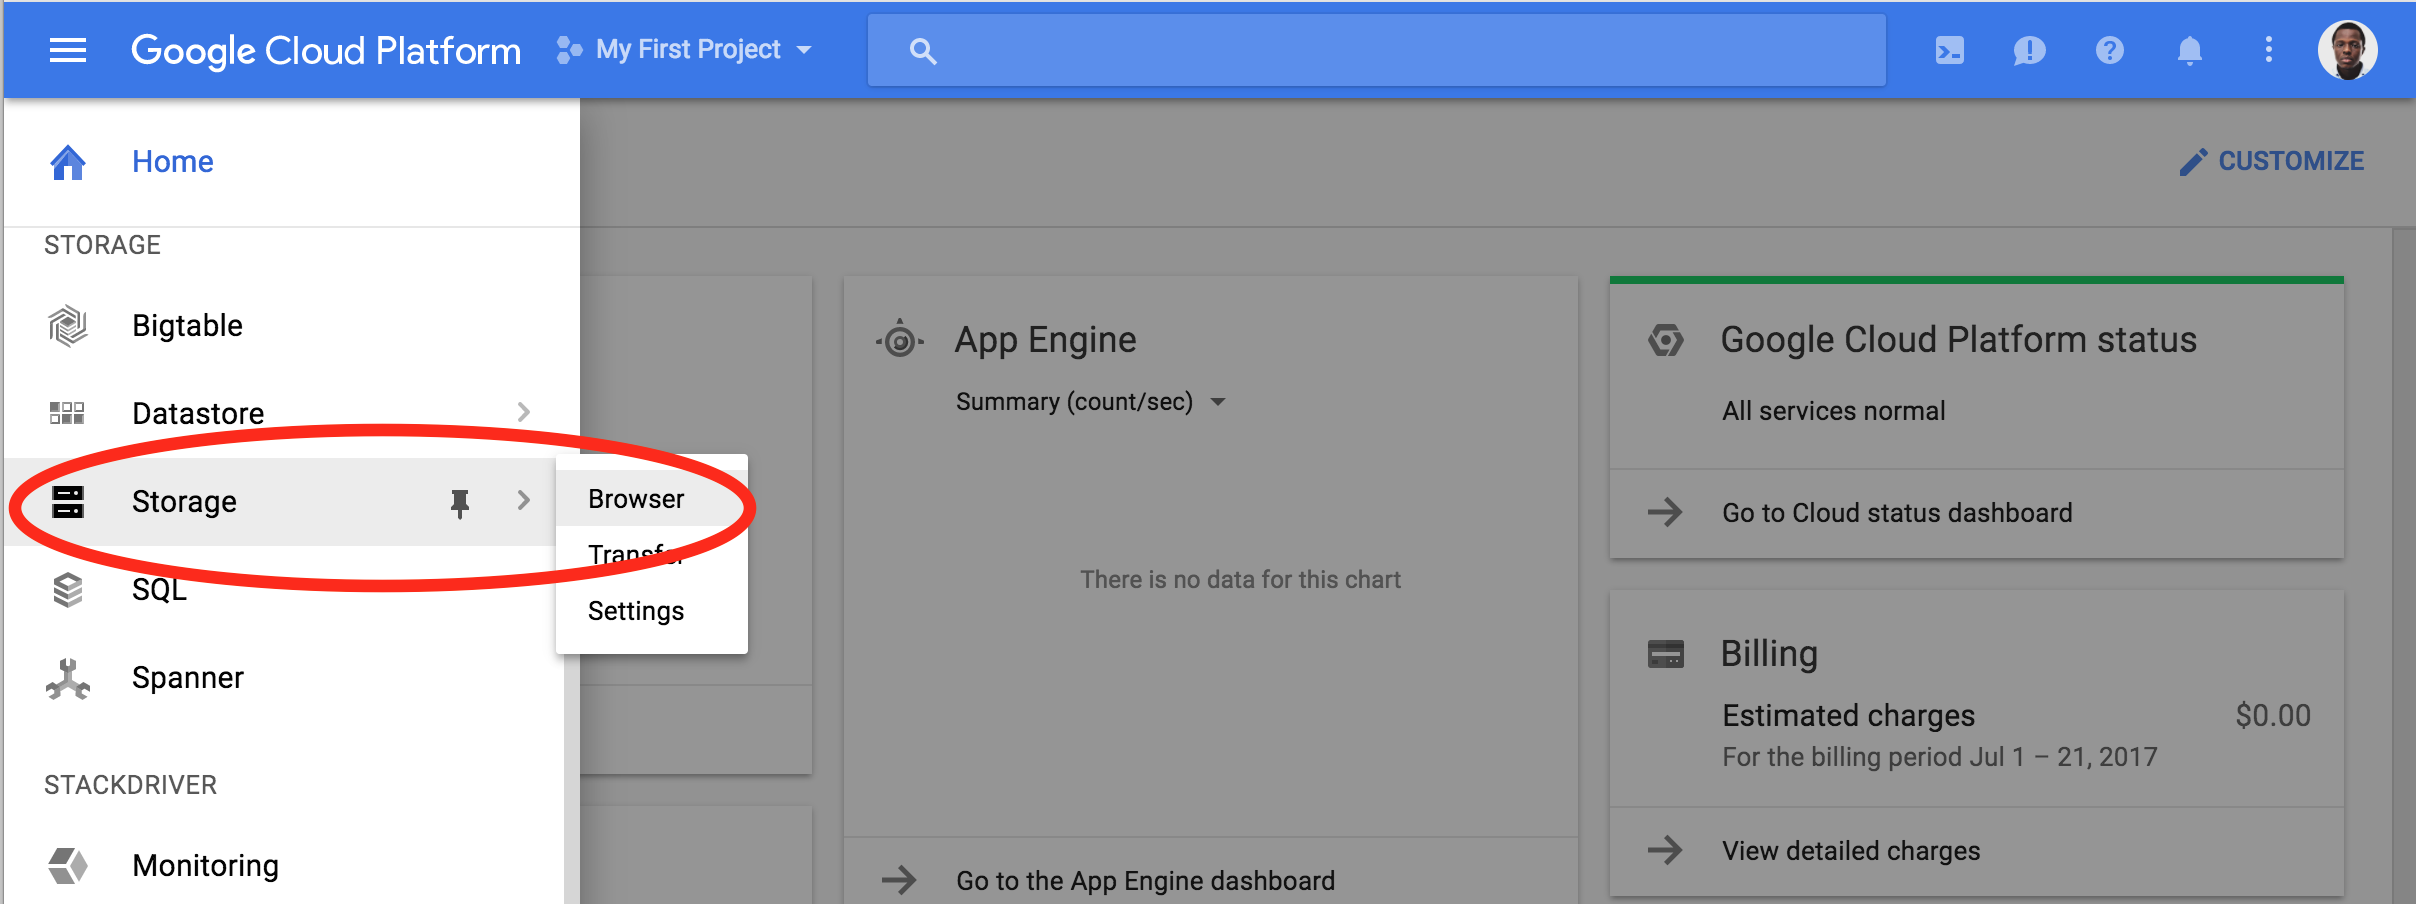 Google Cloud Platform
My First Project
Home
CUSTOMIZE
STORAGE
Bigtable
Datastore
Storage
SQL
Spanner
STACKDRIVER
Monitoring
Browser
Transfer
Settings
App Engine
Summary (count/sec)
There is no data for this chart
Go to the App Engine dashboard
Google Cloud Platform status
All services normal
Go to Cloud status dashboard
Billing
Estimated charges $0.00
For the billing period Jul 1 – 21, 2017
View detailed charges